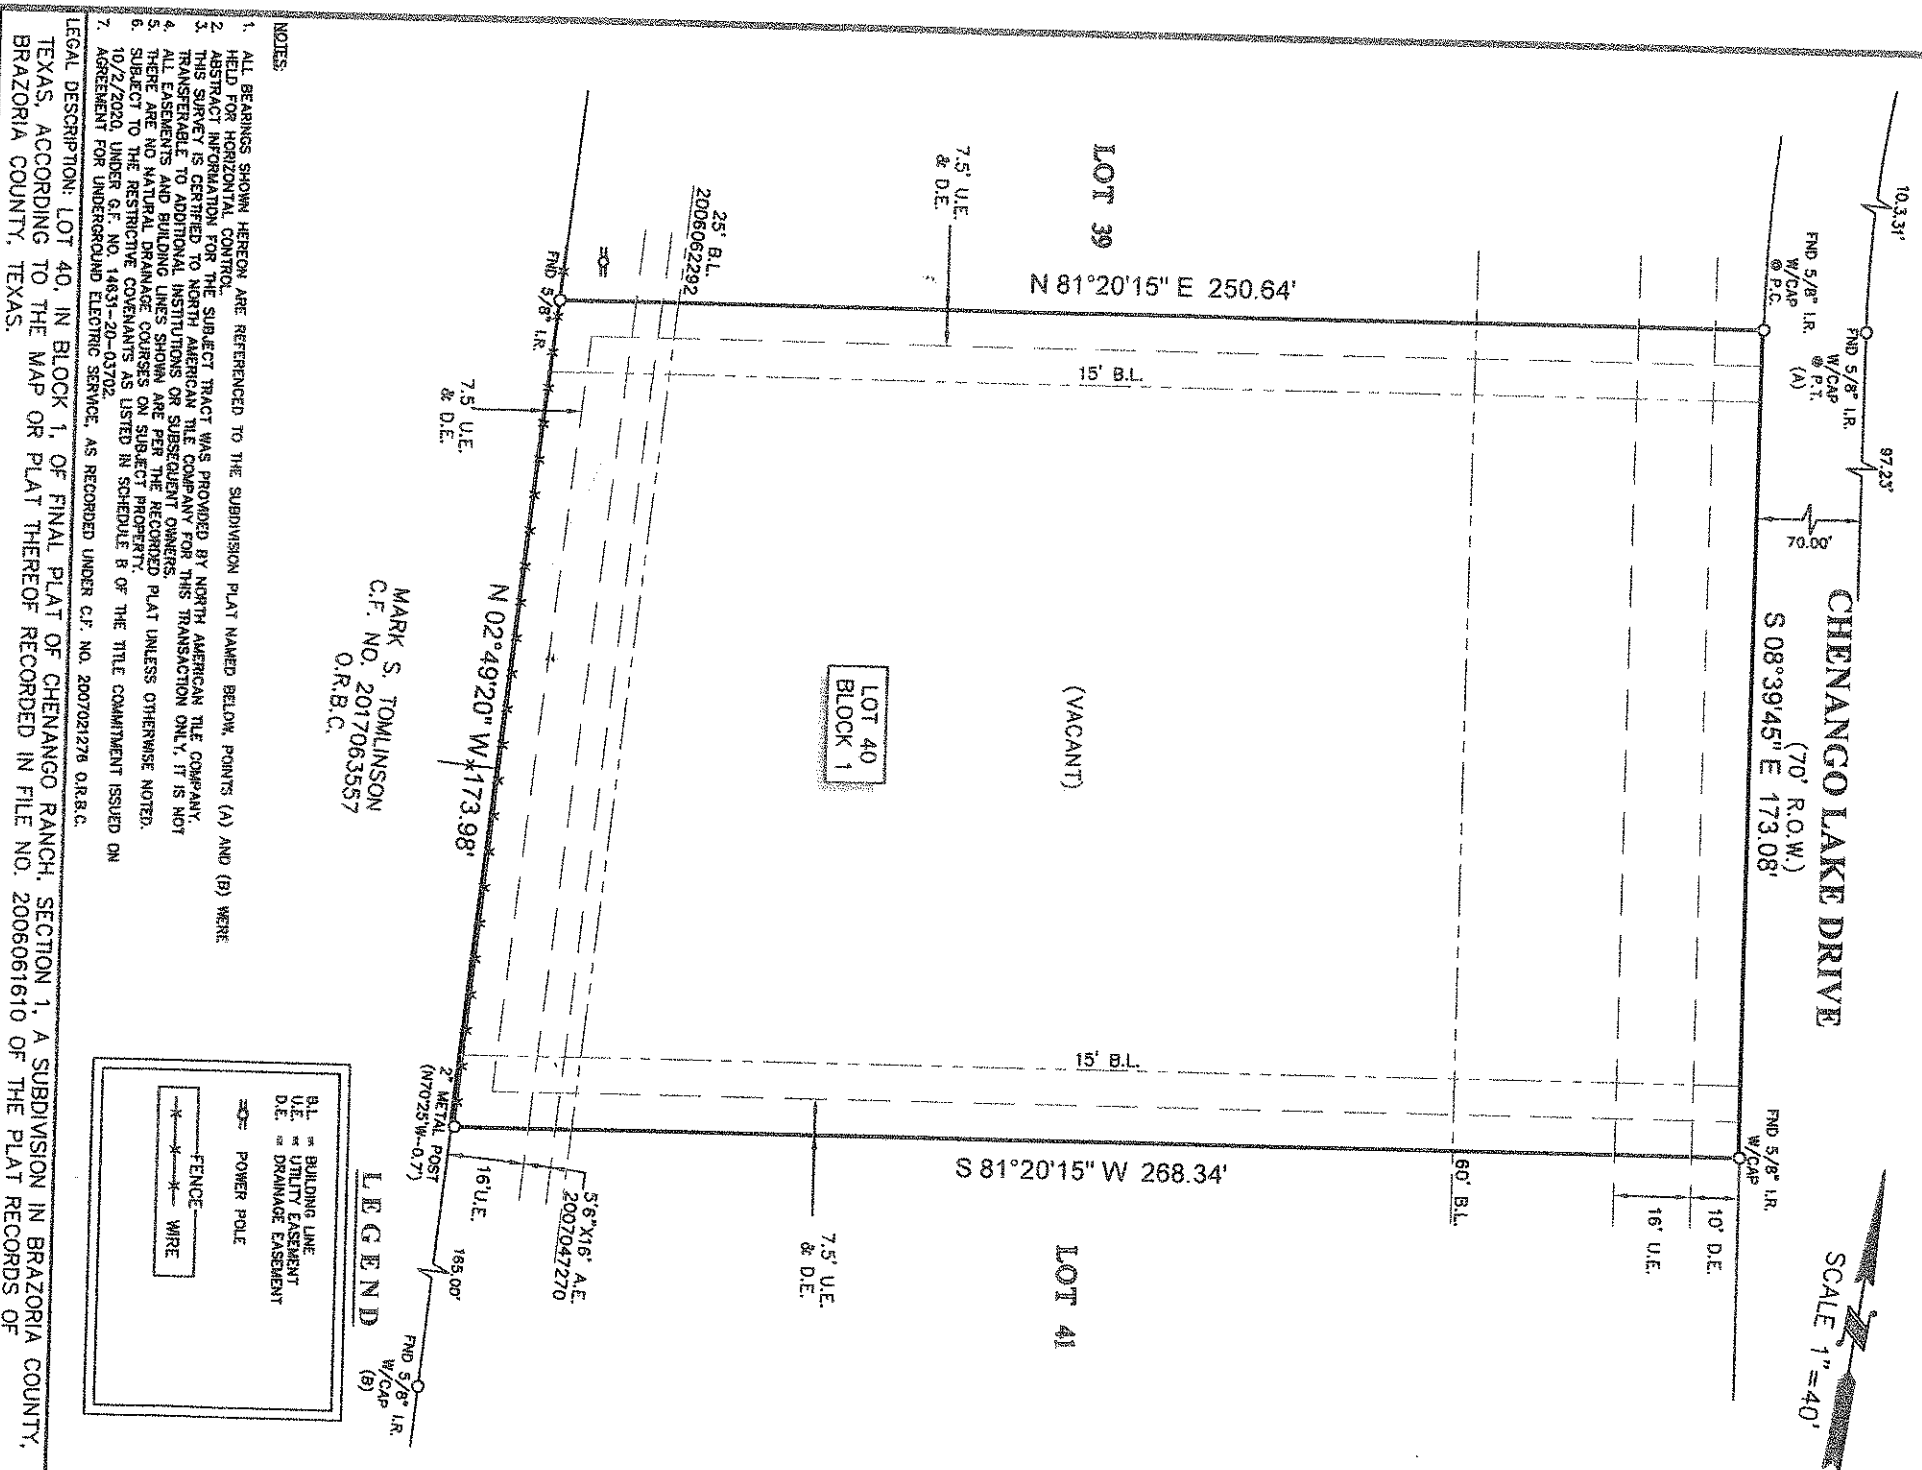 10.3.31'
FND 5/8" I.R.
W/CAP
@ P.C.
FND 5/8" I.R.
W/CAP
@ P.T.
(A)
97.23'
70.00'
CHENANGO LAKE DRIVE
(70' R.O.W.)
S 08°39'45" E 173.08'
FND 5/8" I.R.
W/CAP
SCALE 1"=40'
LOT 39
7.5' U.E.
& D.E.
N 81°20'15" E 250.64'
15' B.L.
25' B.L.
2006062292
FND 5/8" I.R.
7.5' U.E.
& D.E.
(VACANT)
LOT 40
BLOCK 1
N 02°49'20" W 173.98'
MARK S. TOMLINSON
C.F. NO. 2017063557
O.R.B.C.
15' B.L.
S 81°20'15" W 268.34'
60' B.L.
10' D.E.
16' U.E.
LOT 41
7.5' U.E.
& D.E.
5'6"X16' A.E.
2007047270
16'U.E.
2" METAL POST
(N70°25'W-0.7')
165.00'
FND 5/8" I.R.
W/CAP
(B)
LEGEND
B.L. = BUILDING LINE
U.E. = UTILITY EASEMENT
D.E. = DRAINAGE EASEMENT
POWER POLE
FENCE
WIRE
NOTES:
1. ALL BEARINGS SHOWN HEREON ARE REFERENCED TO THE SUBDIVISION PLAT NAMED BELOW, POINTS (A) AND (B) WERE
HELD FOR HORIZONTAL CONTROL.
2. ABSTRACT INFORMATION FOR THE SUBJECT TRACT WAS PROVIDED BY NORTH AMERICAN TILE COMPANY.
3. THIS SURVEY IS CERTIFIED TO NORTH AMERICAN TILE COMPANY FOR THIS TRANSACTION ONLY, IT IS NOT
TRANSFERABLE TO ADDITIONAL INSTITUTIONS OR SUBSEQUENT OWNERS.
4. ALL EASEMENTS AND BUILDING LINES SHOWN ARE PER THE RECORDED PLAT UNLESS OTHERWISE NOTED.
5. THERE ARE NO NATURAL DRAINAGE COURSES ON SUBJECT PROPERTY.
6. SUBJECT TO THE RESTRICTIVE COVENANTS AS LISTED IN SCHEDULE B OF THE TITLE COMMITMENT ISSUED ON
10/2/2020, UNDER G.F. NO. 14631-20-03702.
7. AGREEMENT FOR UNDERGROUND ELECTRIC SERVICE, AS RECORDED UNDER C.F. NO. 2007021276 O.R.B.C.
LEGAL DESCRIPTION: LOT 40, IN BLOCK 1, OF FINAL PLAT OF CHENANGO RANCH, SECTION 1, A SUBDIVISION IN BRAZORIA COUNTY,
TEXAS, ACCORDING TO THE MAP OR PLAT THEREOF RECORDED IN FILE NO. 2006061610 OF THE PLAT RECORDS OF
BRAZORIA COUNTY, TEXAS.